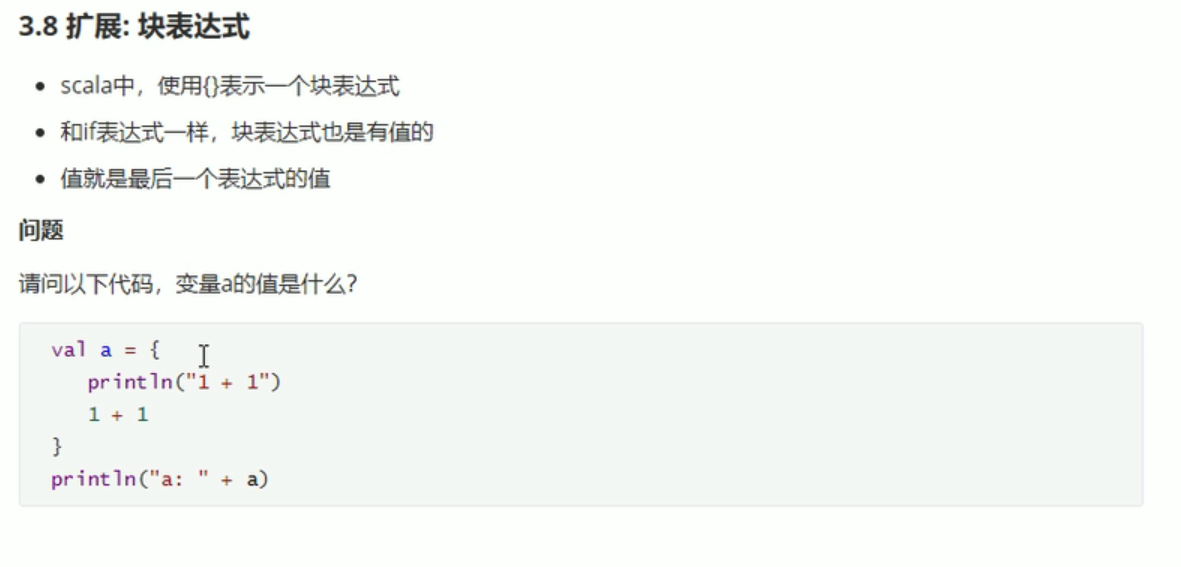 3.8 扩展: 块表达式
scala中，使用{}表示一个块表达式
和if表达式一样，块表达式也是有值的
值就是最后一个表达式的值
问题
请问以下代码，变量a的值是什么？
val a = {
   println("1 + 1")
   1 + 1
}
println("a: " + a)